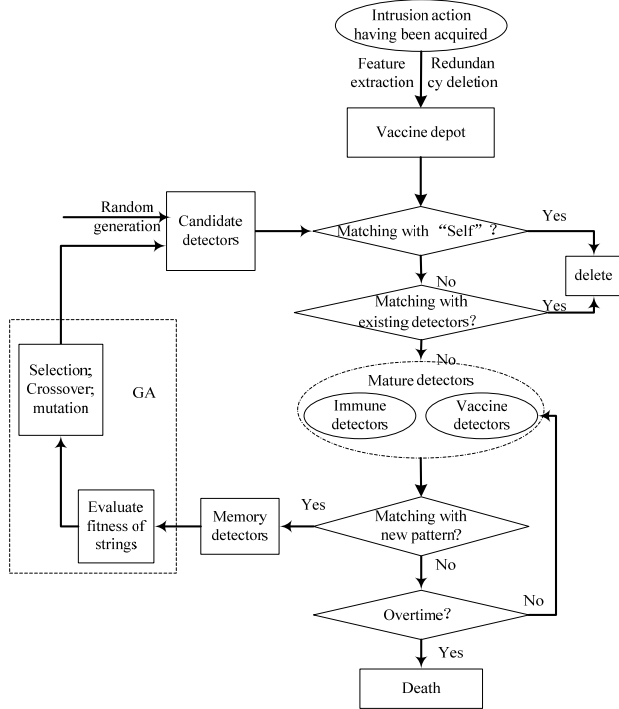 Intrusion action
having been acquired
Feature
extraction
Redundan
cy deletion
Vaccine depot
Random
generation
Candidate
detectors
Matching with “Self”？
Yes
delete
No
Matching with
existing detectors?
Yes
No
Mature detectors
Immune
detectors
Vaccine
detectors
Selection;
Crossover;
mutation
GA
Evaluate
fitness of
strings
Memory
detectors
Yes
Matching with
new pattern?
No
Overtime?
No
Yes
Death